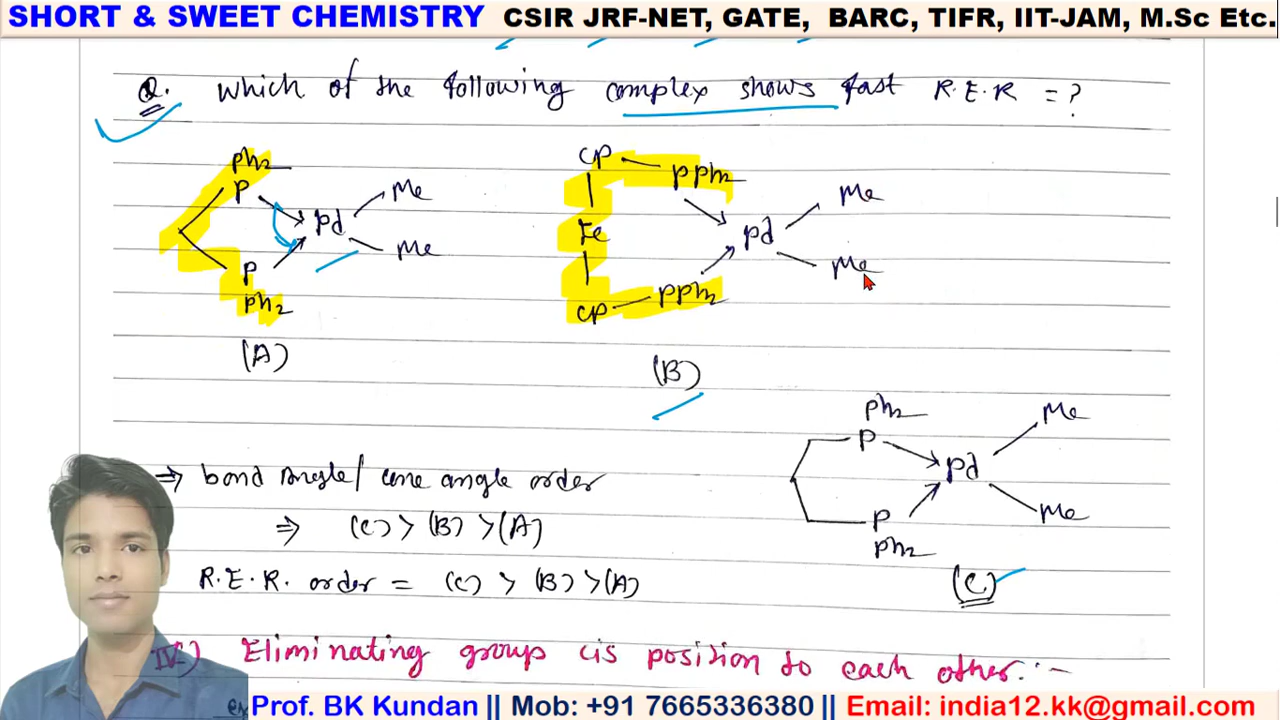 SHORT & SWEET CHEMISTRY CSIR JRF-NET, GATE, BARC, TIFR, IIT-JAM, M.Sc Etc.
Q. Which of the following complex shows fast R.E.R = ?
Ph2
P
Pd
Me
Me
P
Ph2
(A)
CP
PPh2
Fe
Pd
Me
Me
CP
PPh2
(B)
Ph2
P
Pd
Me
Me
P
Ph2
(C)
⇒ bond Angle/ cone angle order
⇒ (C) > (B) > (A)
R.E.R. order = (C) > (B) > (A)
IV) Eliminating group cis position to each other :-
Prof. BK Kundan || Mob: +91 7665336380 || Email: india12.kk@gmail.com